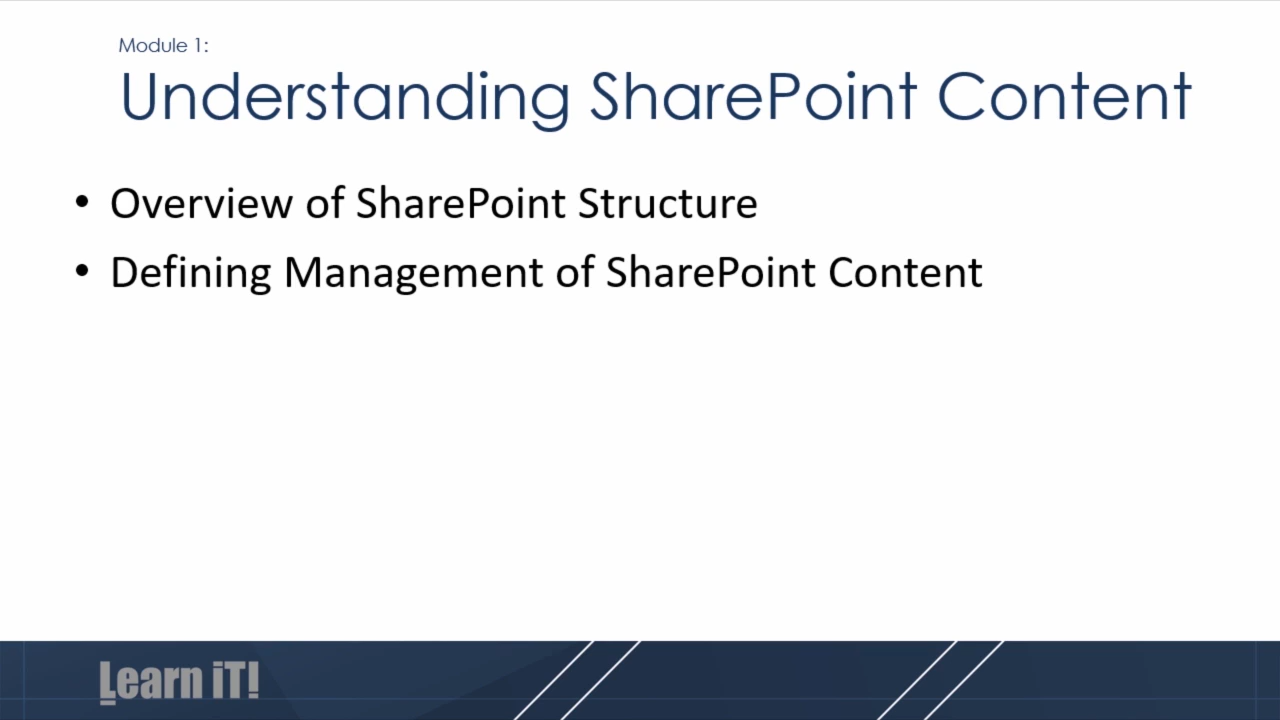 Module 1:
Understanding SharePoint Content
• Overview of SharePoint Structure
• Defining Management of SharePoint Content
Learn iT!